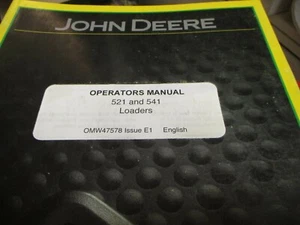 JOHN DEERE
OPERATORS MANUAL
521 and 541
Loaders
OMW47578 Issue E1 English